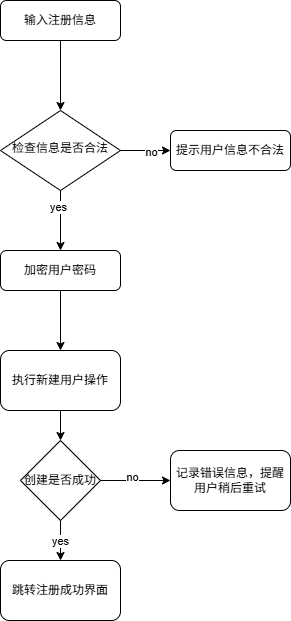 输入注册信息
检查信息是否合法
no
提示用户信息不合法
yes
加密用户密码
执行新建用户操作
创建是否成功
no
记录错误信息，提醒
用户稍后重试
yes
跳转注册成功界面